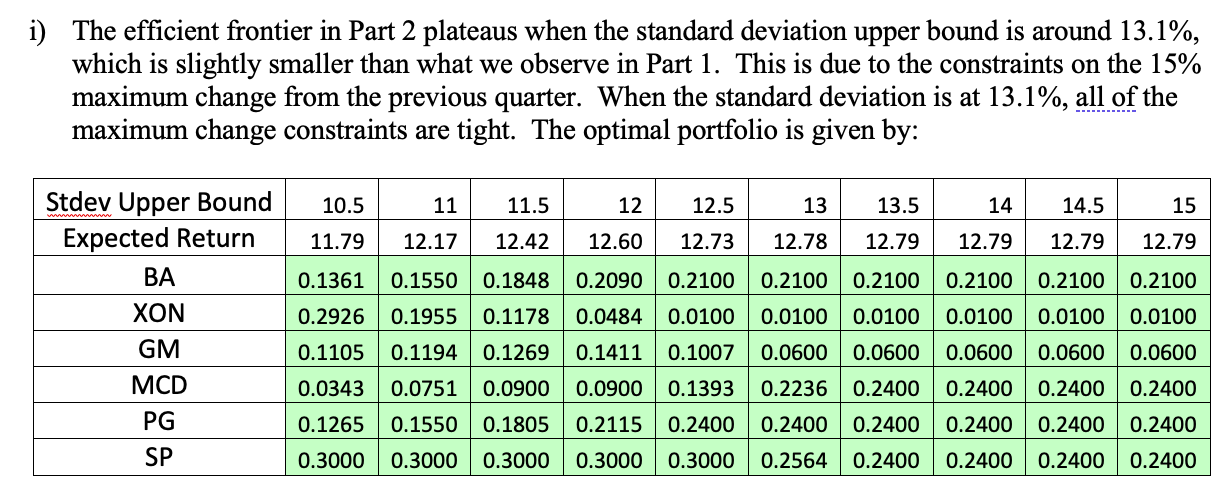 i) The efficient frontier in Part 2 plateaus when the standard deviation upper bound is around 13.1%,
which is slightly smaller than what we observe in Part 1. This is due to the constraints on the 15%
maximum change from the previous quarter. When the standard deviation is at 13.1%, all of the
maximum change constraints are tight. The optimal portfolio is given by:
Stdev Upper Bound 10.5 11 11.5 12 12.5 13 13.5 14 14.5 15
Expected Return 11.79 12.17 12.42 12.60 12.73 12.78 12.79 12.79 12.79 12.79
BA 0.1361 0.1550 0.1848 0.2090 0.2100 0.2100 0.2100 0.2100 0.2100 0.2100
XON 0.2926 0.1955 0.1178 0.0484 0.0100 0.0100 0.0100 0.0100 0.0100 0.0100
GM 0.1105 0.1194 0.1269 0.1411 0.1007 0.0600 0.0600 0.0600 0.0600 0.0600
MCD 0.0343 0.0751 0.0900 0.0900 0.1393 0.2236 0.2400 0.2400 0.2400 0.2400
PG 0.1265 0.1550 0.1805 0.2115 0.2400 0.2400 0.2400 0.2400 0.2400 0.2400
SP 0.3000 0.3000 0.3000 0.3000 0.3000 0.2564 0.2400 0.2400 0.2400 0.2400